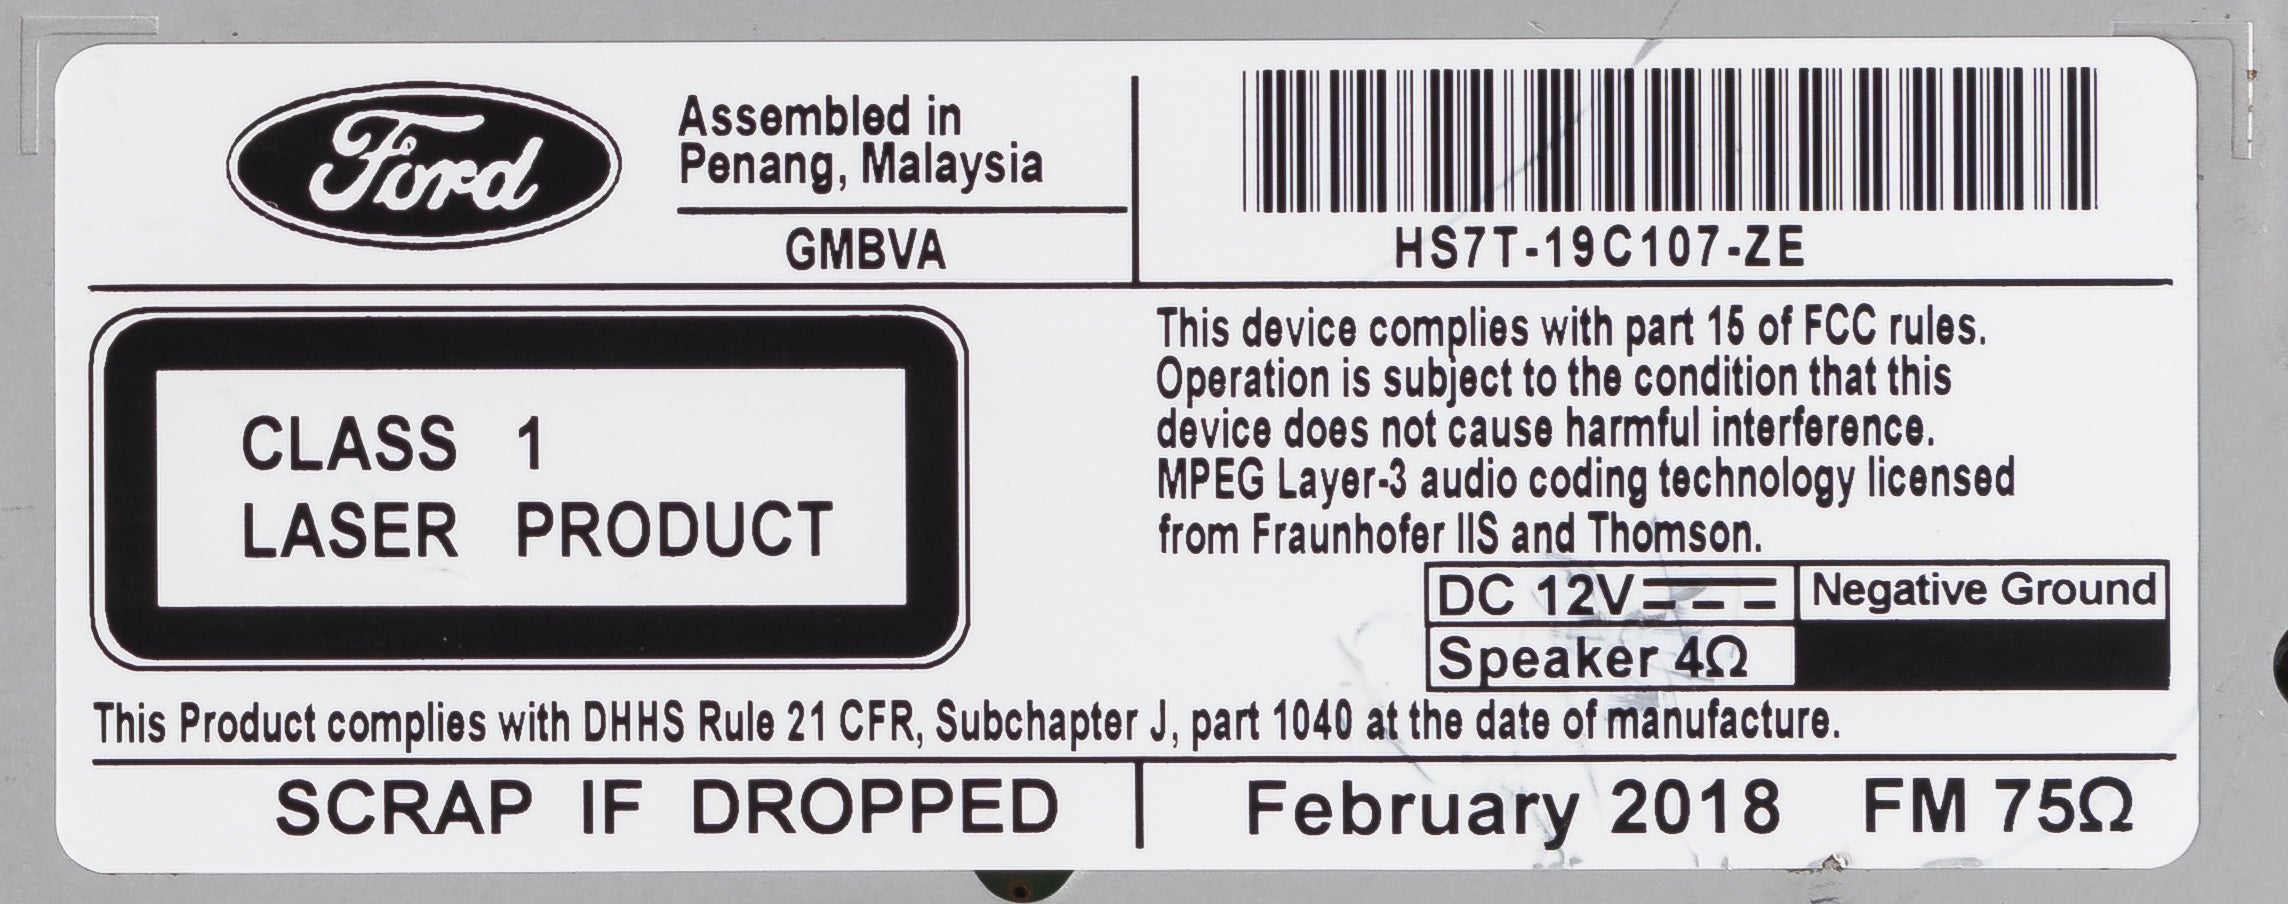 Ford
Assembled in
Penang, Malaysia
GMBVA
HS7T-19C107-ZE
CLASS 1
LASER PRODUCT
This device complies with part 15 of FCC rules.
Operation is subject to the condition that this
device does not cause harmful interference.
MPEG Layer-3 audio coding technology licensed
from Fraunhofer IIS and Thomson.
DC 12V ⎓ Negative Ground
Speaker 4Ω
This Product complies with DHHS Rule 21 CFR, Subchapter J, part 1040 at the date of manufacture.
SCRAP IF DROPPED
February 2018 FM 75Ω